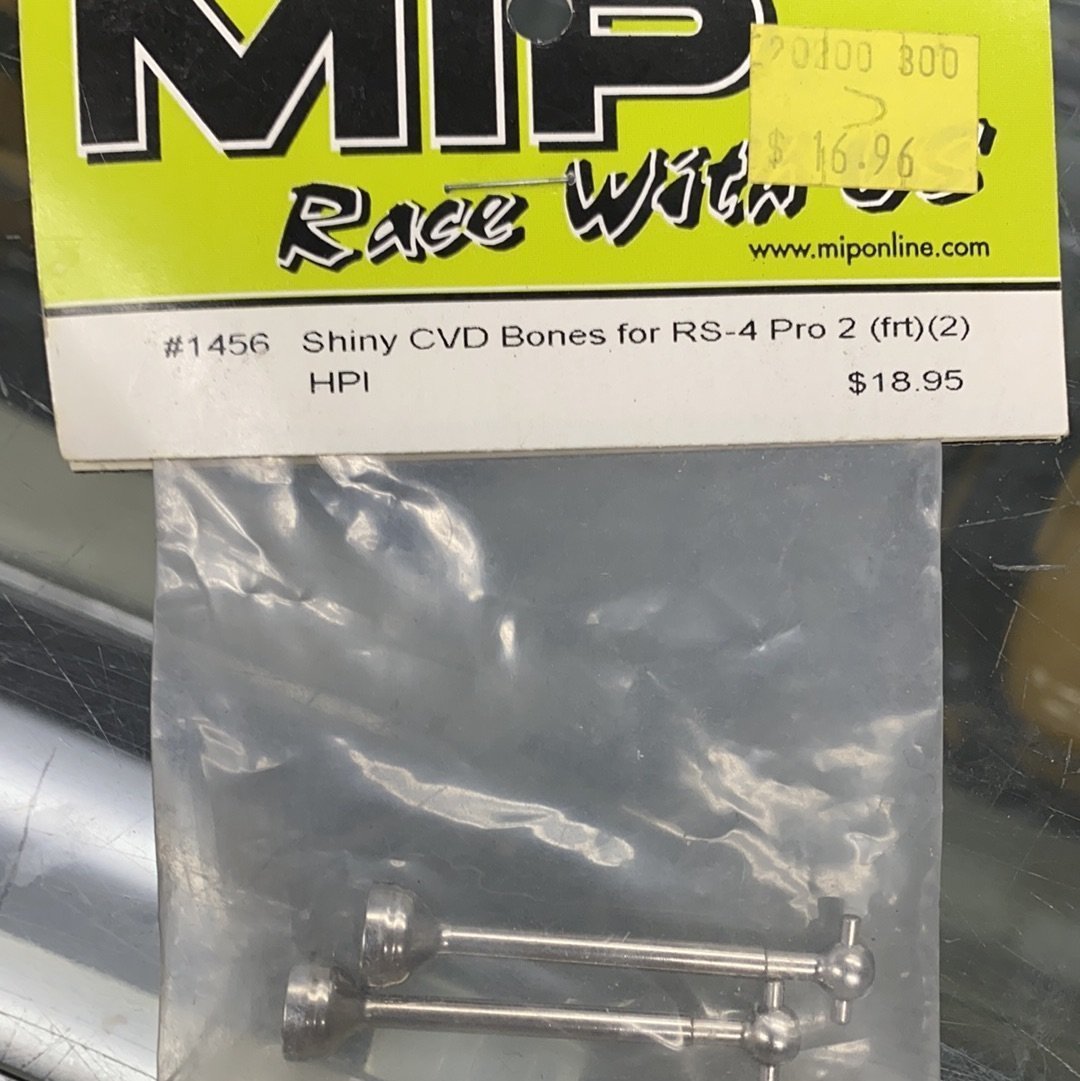 MIP
300
$ 16.96
Race With Us
www.miponline.com
#1456 Shiny CVD Bones for RS-4 Pro 2 (frt)(2)
HPI $18.95